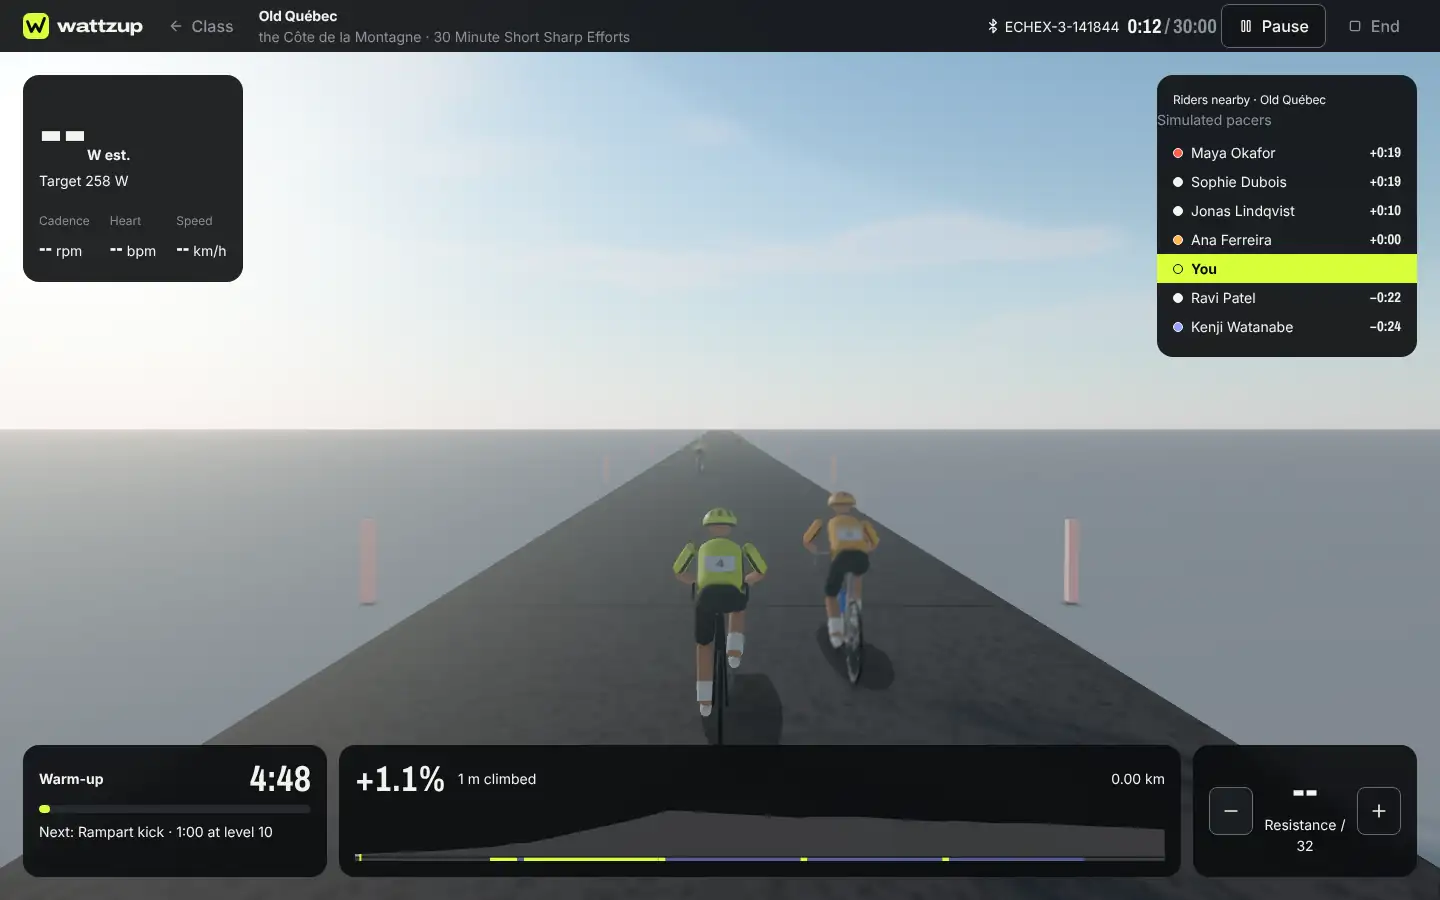 wattzup
← Class
Old Québec
the Côte de la Montagne · 30 Minute Short Sharp Efforts
ECHEX-3-141844
0:12 / 30:00
Pause
End
--
W est.
Target 258 W
Cadence Heart Speed
-- rpm -- bpm -- km/h
Riders nearby · Old Québec
Simulated pacers
Maya Okafor +0:19
Sophie Dubois +0:19
Jonas Lindqvist +0:10
Ana Ferreira +0:00
You
Ravi Patel −0:22
Kenji Watanabe −0:24
4
Warm-up 4:48
Next: Rampart kick · 1:00 at level 10
+1.1% 1 m climbed 0.00 km
− -- +
Resistance /
32